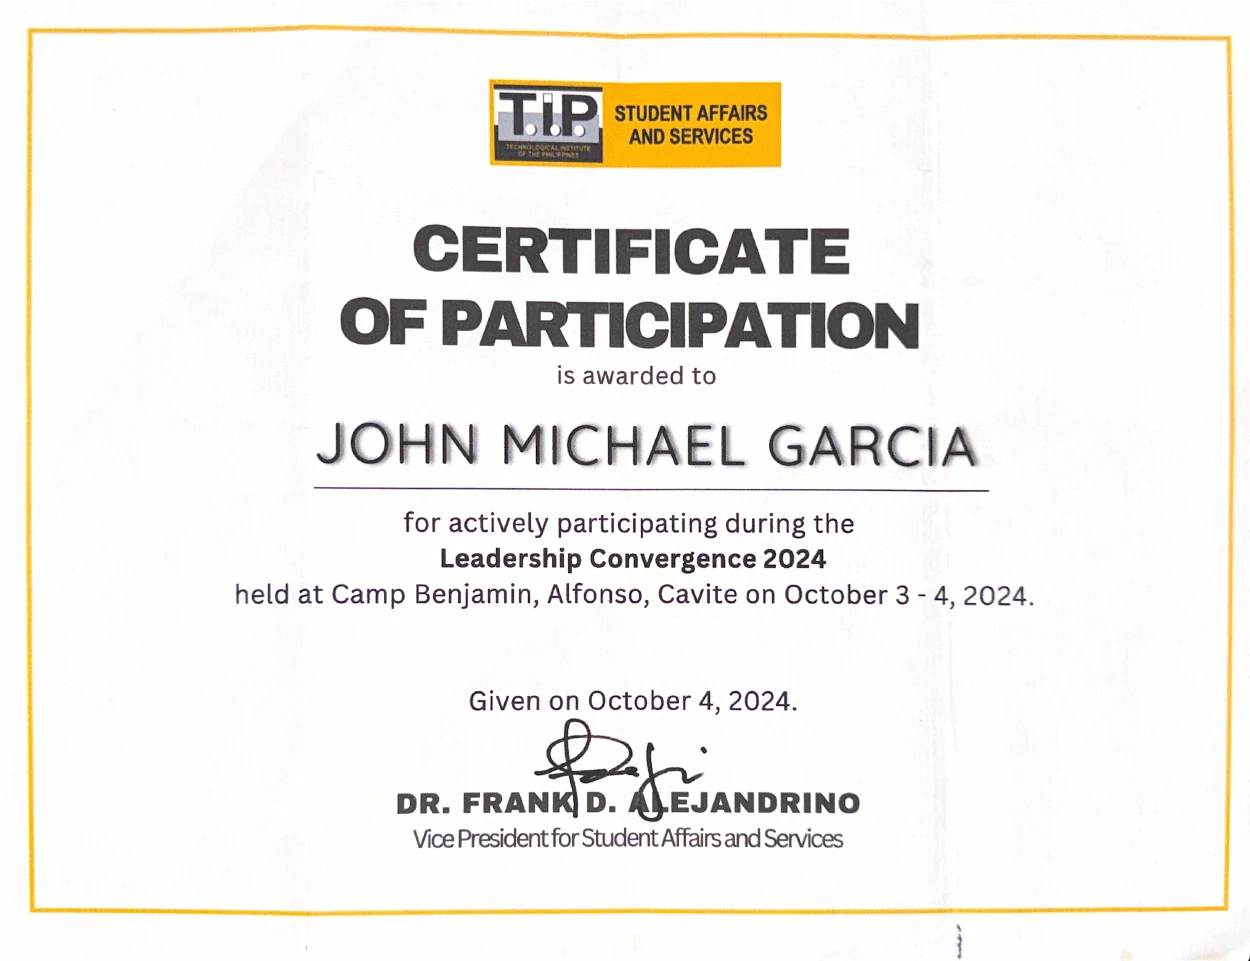 T.I.P.
TECHNOLOGICAL INSTITUTE
OF THE PHILIPPINES
STUDENT AFFAIRS
AND SERVICES
CERTIFICATE
OF PARTICIPATION
is awarded to
JOHN MICHAEL GARCIA
for actively participating during the
Leadership Convergence 2024
held at Camp Benjamin, Alfonso, Cavite on October 3 - 4, 2024.
Given on October 4, 2024.
DR. FRANK D. ALEJANDRINO
Vice President for Student Affairs and Services